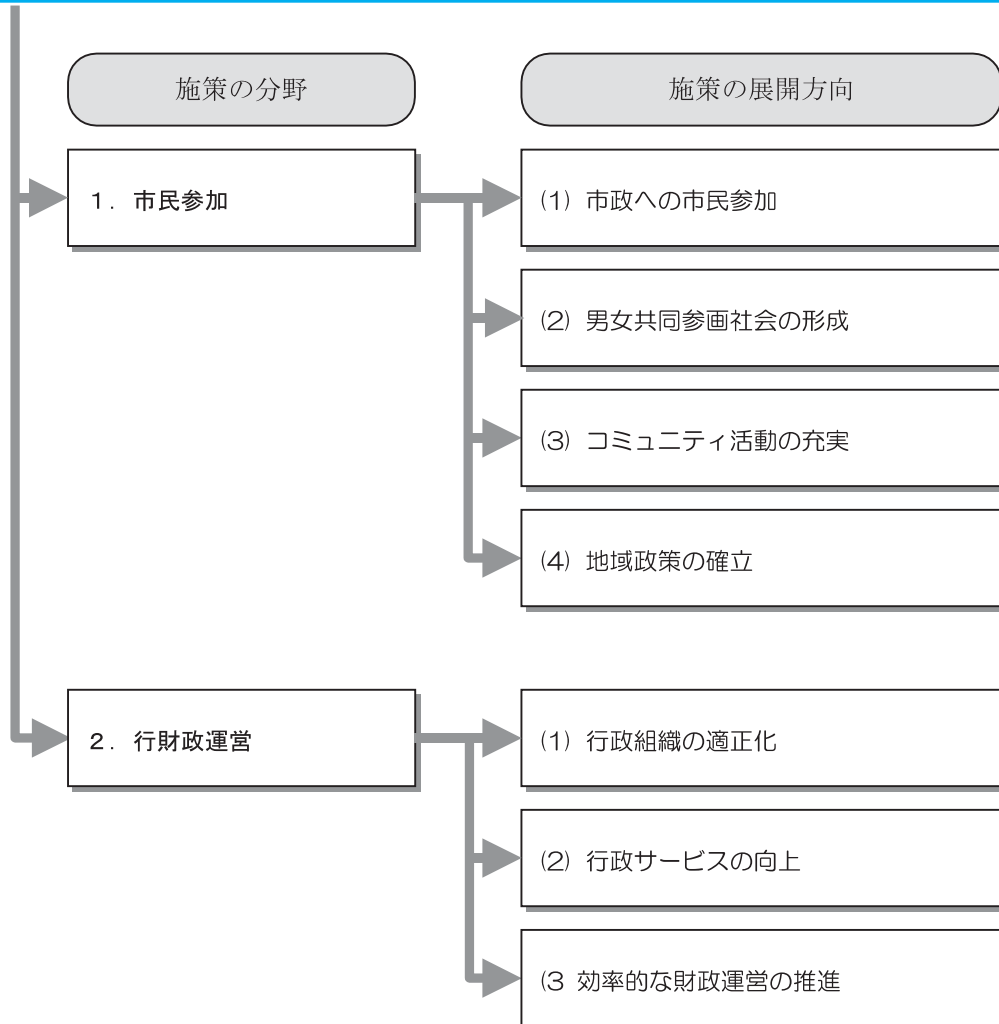 施策の分野
施策の展開方向
1. 市民参加
(1) 市政への市民参加
(2) 男女共同参画社会の形成
(3) コミュニティ活動の充実
(4) 地域政策の確立
2. 行財政運営
(1) 行政組織の適正化
(2) 行政サービスの向上
(3 効率的な財政運営の推進